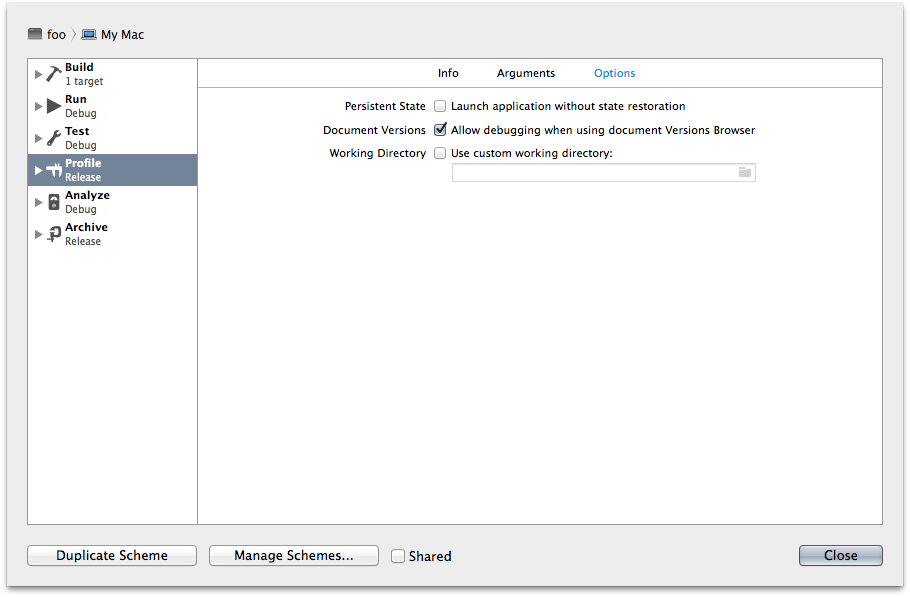 foo 〉 My Mac
Build
1 target
Run
Debug
Test
Debug
Profile
Release
Analyze
Debug
Archive
Release
Info Arguments Options
Persistent State Launch application without state restoration
Document Versions Allow debugging when using document Versions Browser
Working Directory Use custom working directory:
Duplicate Scheme Manage Schemes... Shared Close